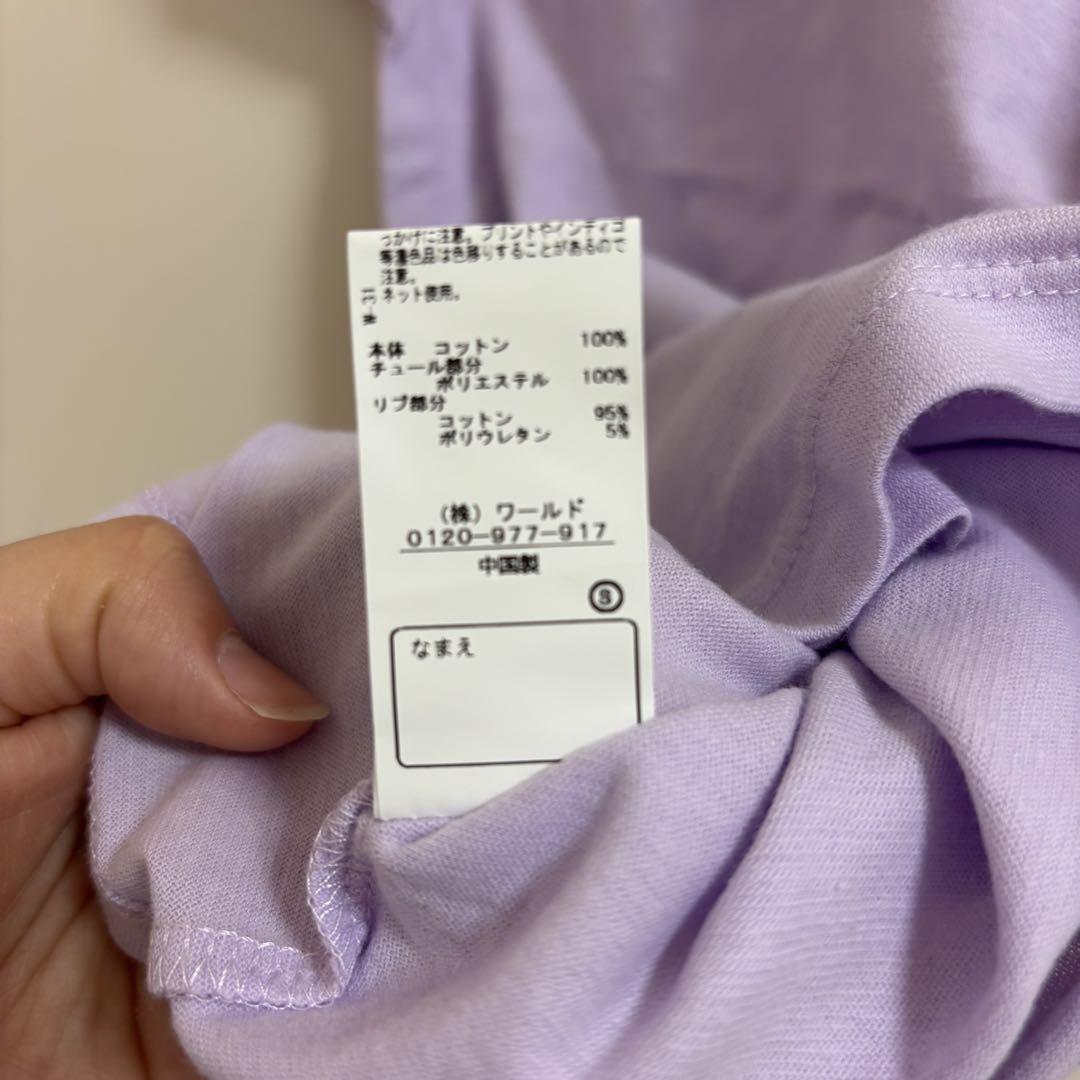 つかけに注意。プリントやインディゴ
等濃色品は色移りすることがあるので
注意。
ネット使用。
本体 コットン 100%
チュール部分
ポリエステル 100%
リブ部分
コットン 95%
ポリウレタン 5%
(株) ワールド
0120-977-917
中国製
S
なまえ